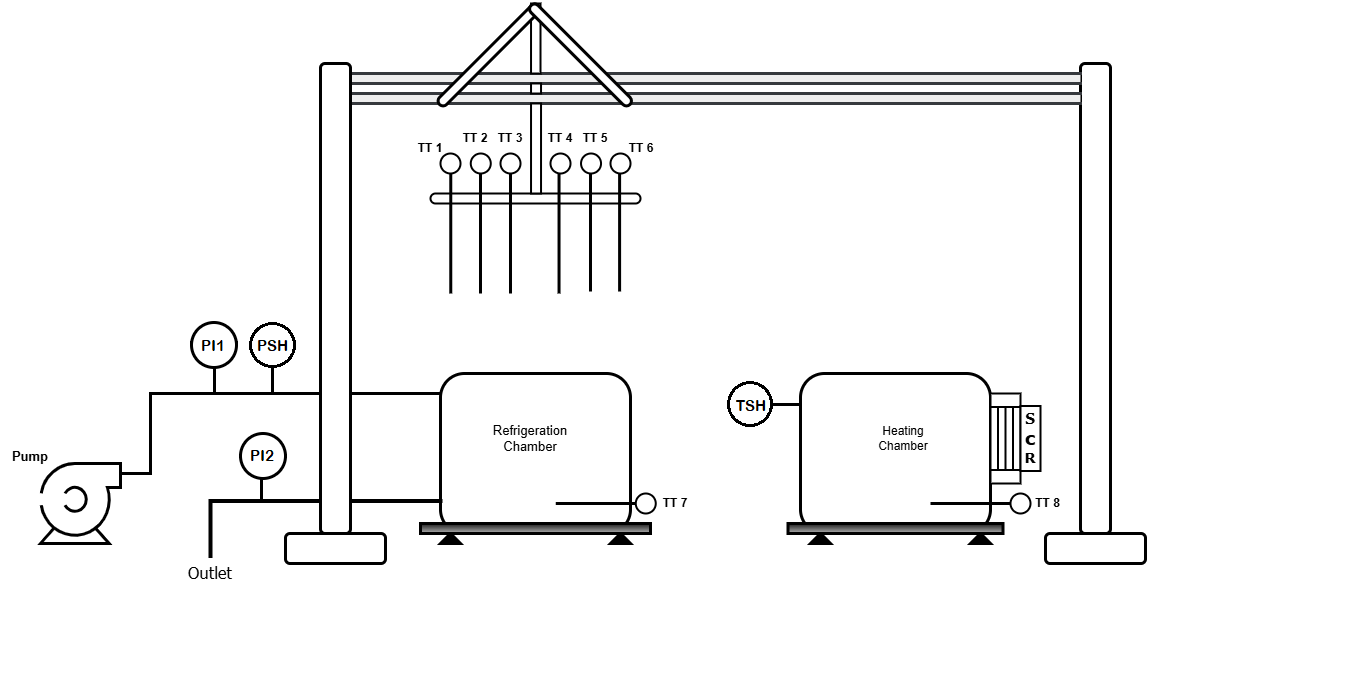 TT 1
TT 2
TT 3
TT 4
TT 5
TT 6
PI1
PSH
TSH
Refrigeration
Chamber
Heating
Chamber
S
C
R
Pump
PI2
TT 7
TT 8
Outlet